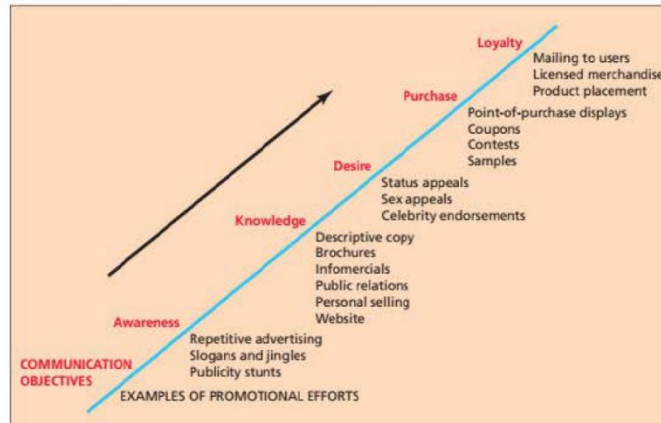 Loyalty
Mailing to users
Licensed merchandise
Product placement
Purchase
Point-of-purchase displays
Coupons
Contests
Samples
Desire
Status appeals
Sex appeals
Celebrity endorsements
Knowledge
Descriptive copy
Brochures
Infomercials
Public relations
Personal selling
Website
Awareness
Repetitive advertising
Slogans and jingles
Publicity stunts
COMMUNICATION
OBJECTIVES
EXAMPLES OF PROMOTIONAL EFFORTS